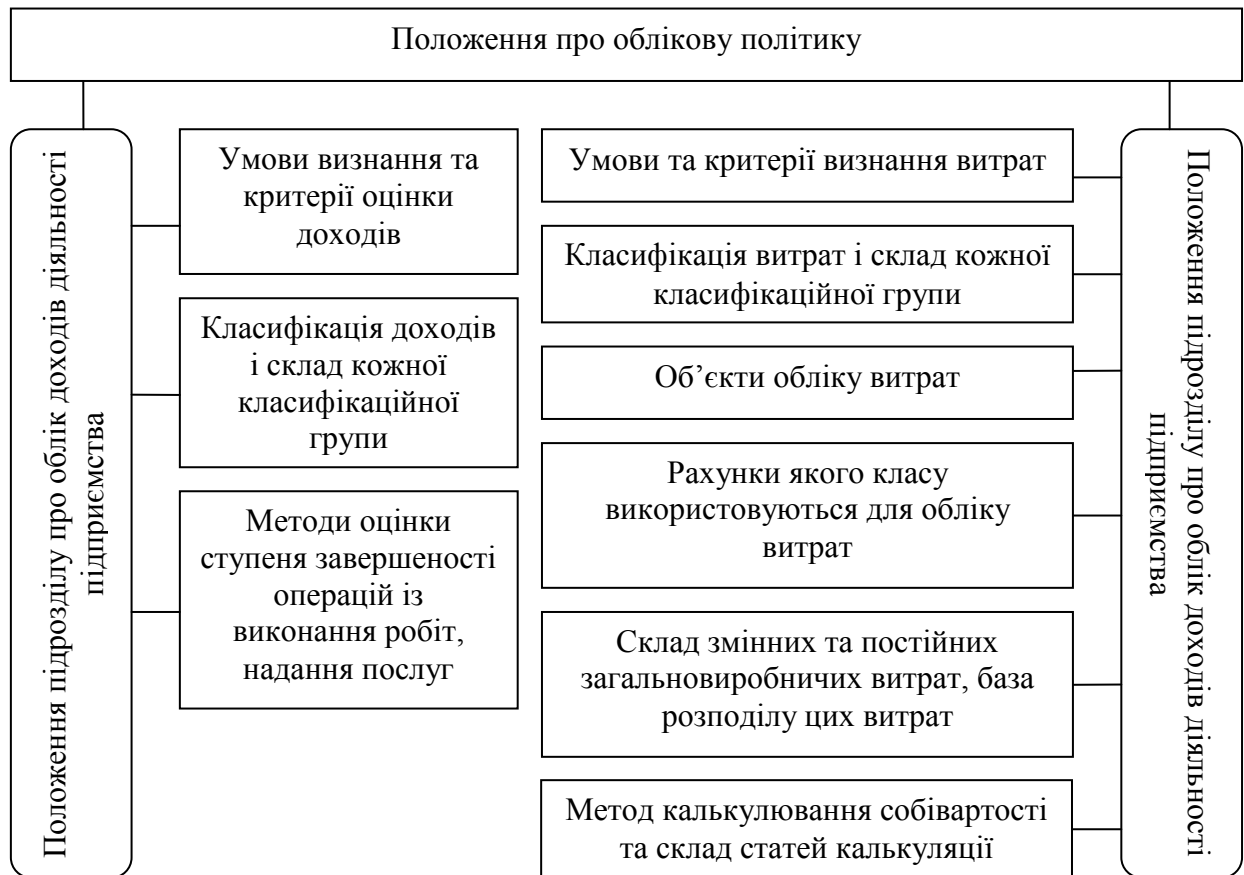 Положення про облікову політику
Положення підрозділу про облік доходів діяльності
підприємства
Умови визнання та
критерії оцінки
доходів
Класифікація доходів
і склад кожної
класифікаційної
групи
Методи оцінки
ступеня завершеності
операцій із
виконання робіт,
надання послуг
Умови та критерії визнання витрат
Класифікація витрат і склад кожної
класифікаційної групи
Об’єкти обліку витрат
Рахунки якого класу
використовуються для обліку
витрат
Склад змінних та постійних
загальновиробничих витрат, база
розподілу цих витрат
Метод калькулювання собівартості
та склад статей калькуляції
Положення підрозділу про облік доходів діяльності
підприємства